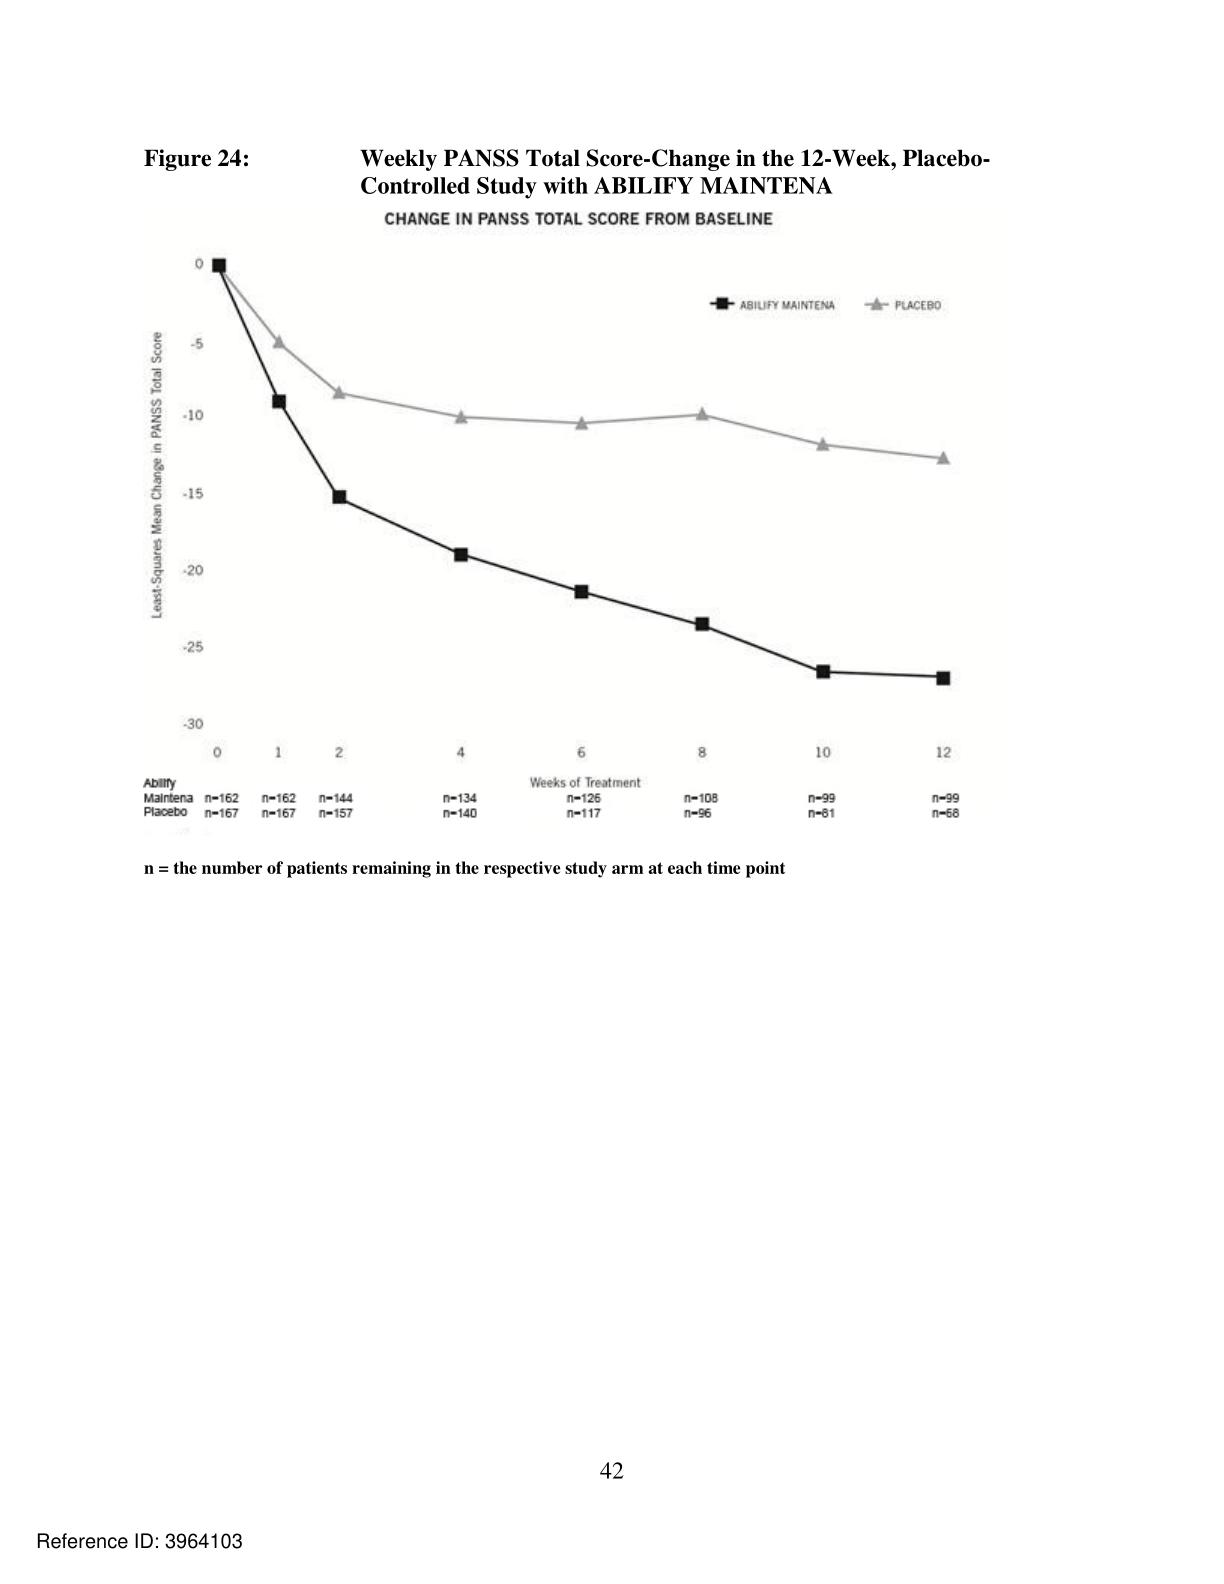 Figure 24: Weekly PANSS Total Score-Change in the 12-Week, Placebo-
Controlled Study with ABILIFY MAINTENA
CHANGE IN PANSS TOTAL SCORE FROM BASELINE
ABILIFY MAINTENA PLACEBO
Least-Squares Mean Change in PANSS Total Score
0
-5
-10
-15
-20
-25
-30
0 1 2 4 6 8 10 12
Weeks of Treatment
Abilify
Maintena n=162 n=162 n=144 n=134 n=126 n=108 n=99 n=99
Placebo n=167 n=167 n=157 n=140 n=117 n=96 n=81 n=68
n = the number of patients remaining in the respective study arm at each time point
42
Reference ID: 3964103